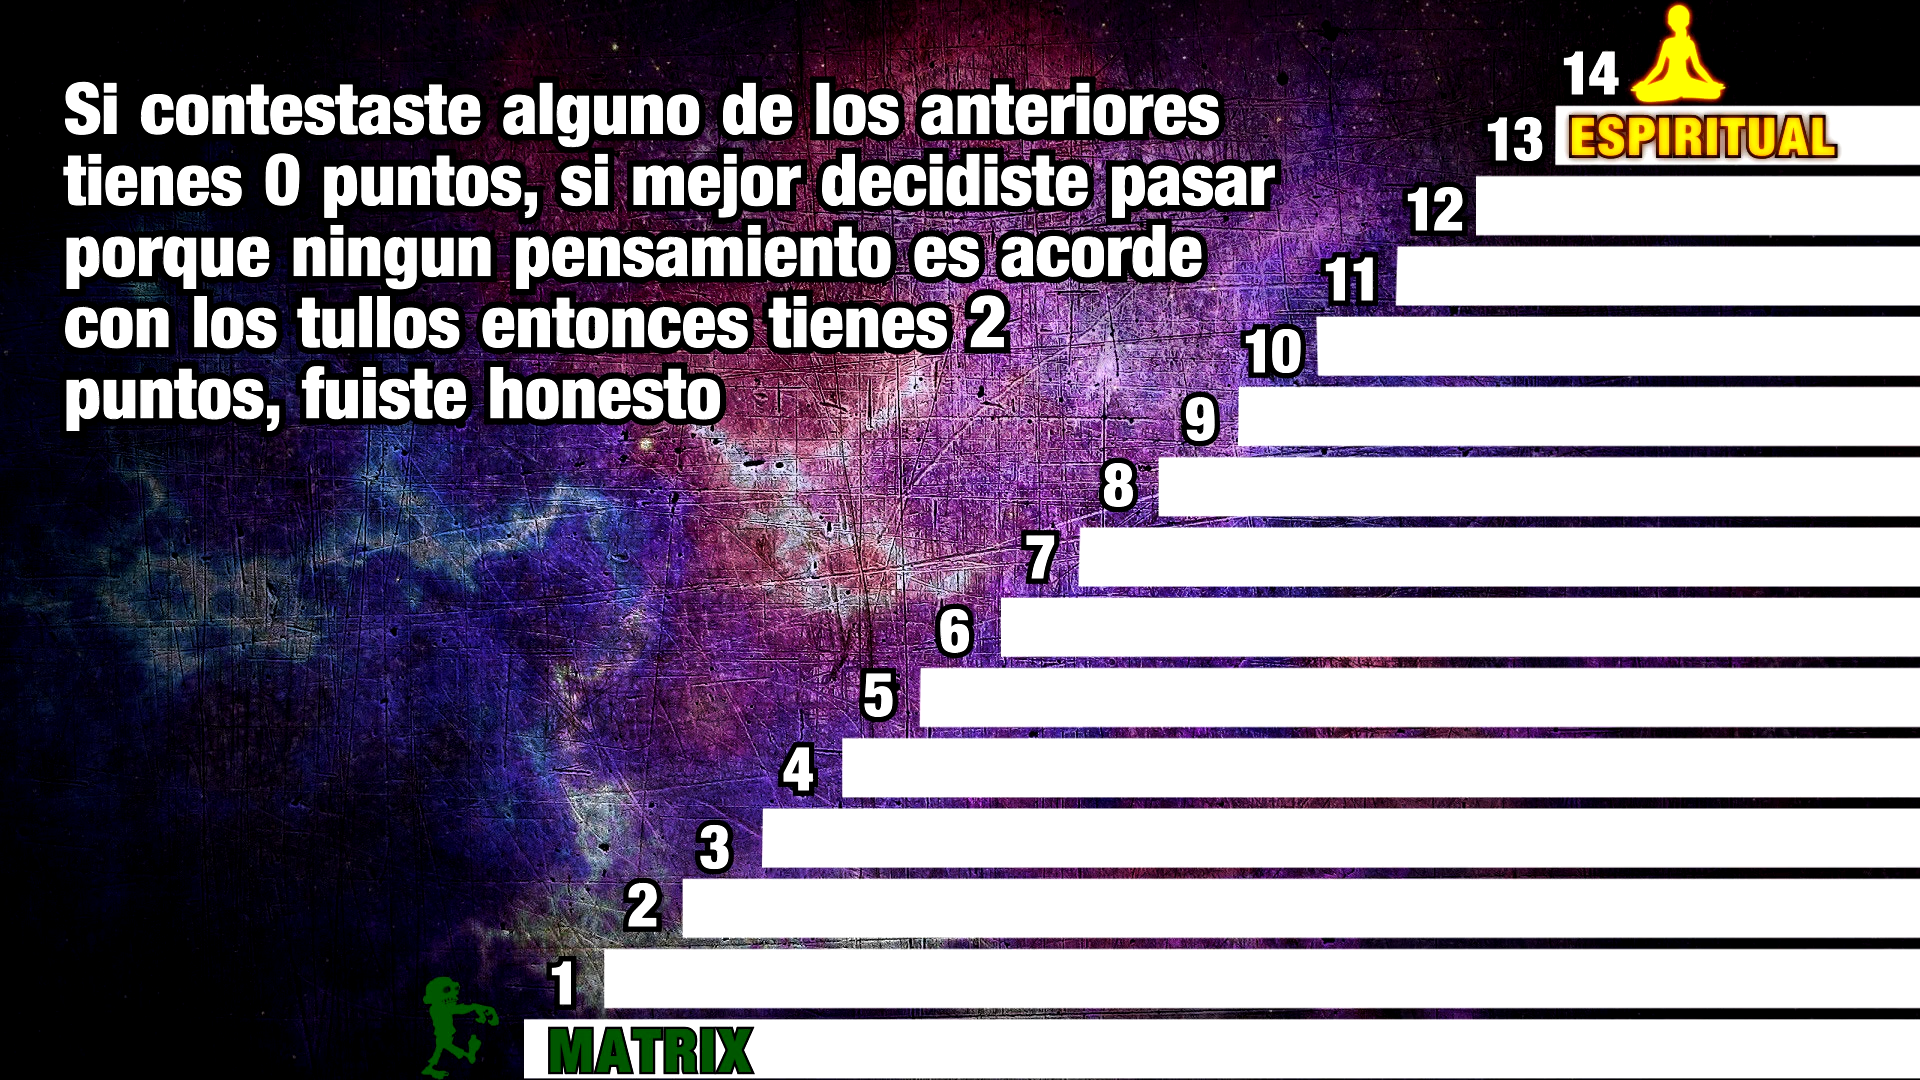 Si contestaste alguno de los anteriores
tienes 0 puntos, si mejor decidiste pasar
porque ningun pensamiento es acorde
con los tullos entonces tienes 2
puntos, fuiste honesto
14
13 ESPIRITUAL
12
11
10
9
8
7
6
5
4
3
2
1
MATRIX